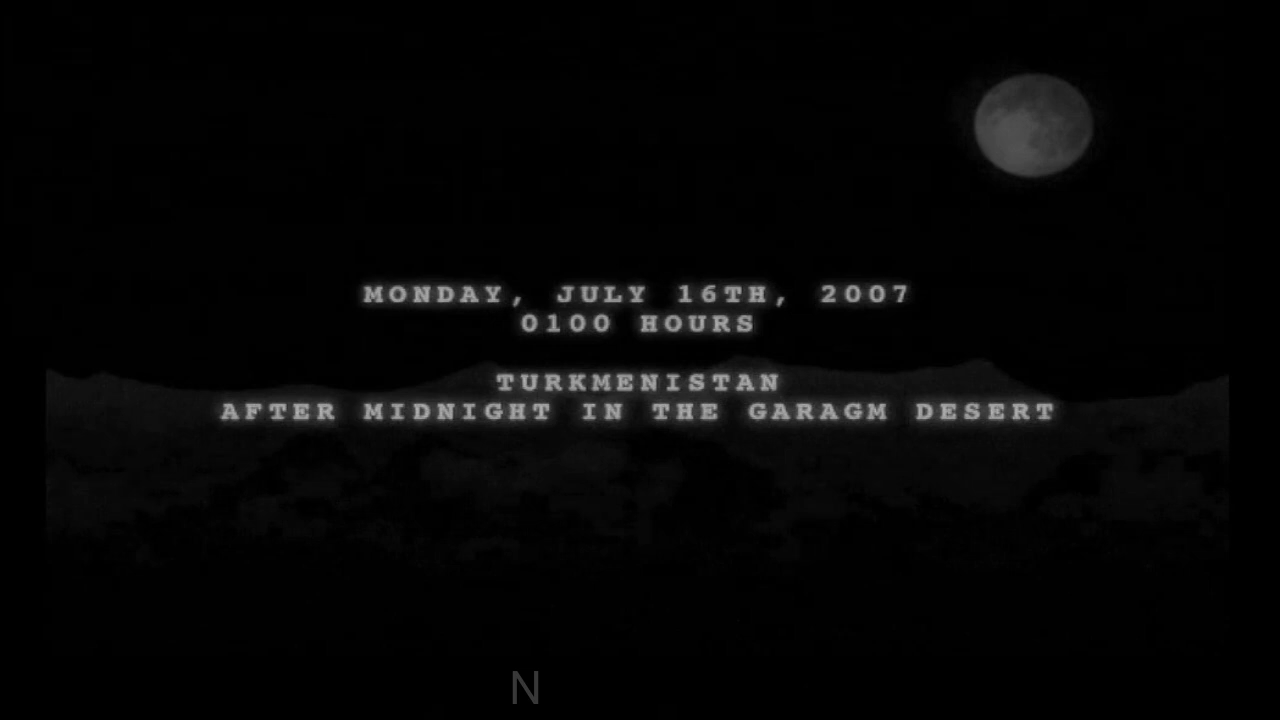 MONDAY, JULY 16TH, 2007
0100 HOURS
TURKMENISTAN
AFTER MIDNIGHT IN THE GARAGM DESERT
N